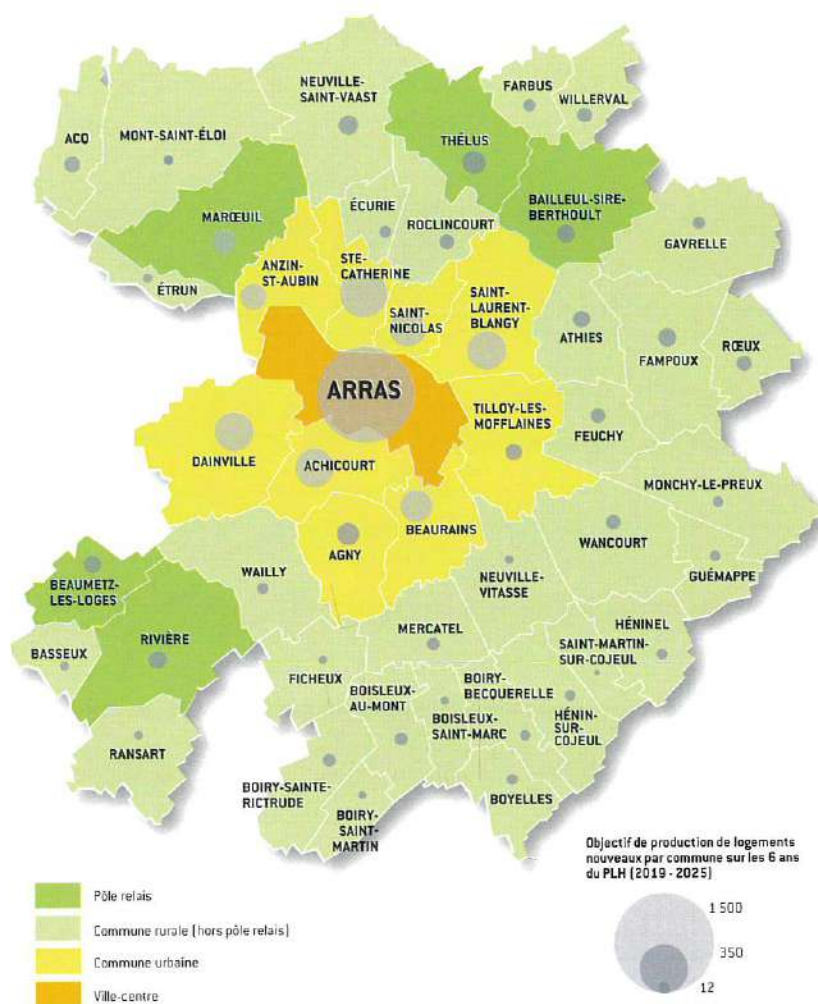 NEUVILLE-
SAINT-VAAST
FARBUS
WILLERVAL
ACQ
MONT-SAINT-ÉLOI
THÉLUS
MARŒUIL
ÉCURIE
ROCLINCOURT
BAILLEUL-SIRE-
BERTHOULT
GAVRELLE
ÉTRUN
ANZIN-
ST-AUBIN
STE-
CATHERINE
SAINT-
NICOLAS
SAINT-
LAURENT-
BLANGY
ATHIES
FAMPOUX
RŒUX
ARRAS
TILLOY-LES-
MOFFLAINES
FEUCHY
DAINVILLE
ACHICOURT
MONCHY-LE-PREUX
BEAURAINS
AGNY
WANCOURT
BEAUMETZ-
LES-LOGES
WAILLY
NEUVILLE-
VITASSE
GUÉMAPPE
BASSEUX
RIVIÈRE
MERCATEL
HÉNINEL
SAINT-MARTIN-
SUR-COJEUL
FICHEUX
BOISLEUX-
AU-MONT
BOIRY-
BECQUERELLE
BOISLEUX-
SAINT-MARC
HÉNIN-
SUR-
COJEUL
RANSART
BOIRY-SAINTE-
RICTRUDE
BOIRY-
SAINT-
MARTIN
BOYELLES
Objectif de production de logements
nouveaux par commune sur les 6 ans
du PLH (2019 - 2025)
1 500
350
12
Pôle relais
Commune rurale (hors pôle relais)
Commune urbaine
Ville-centre